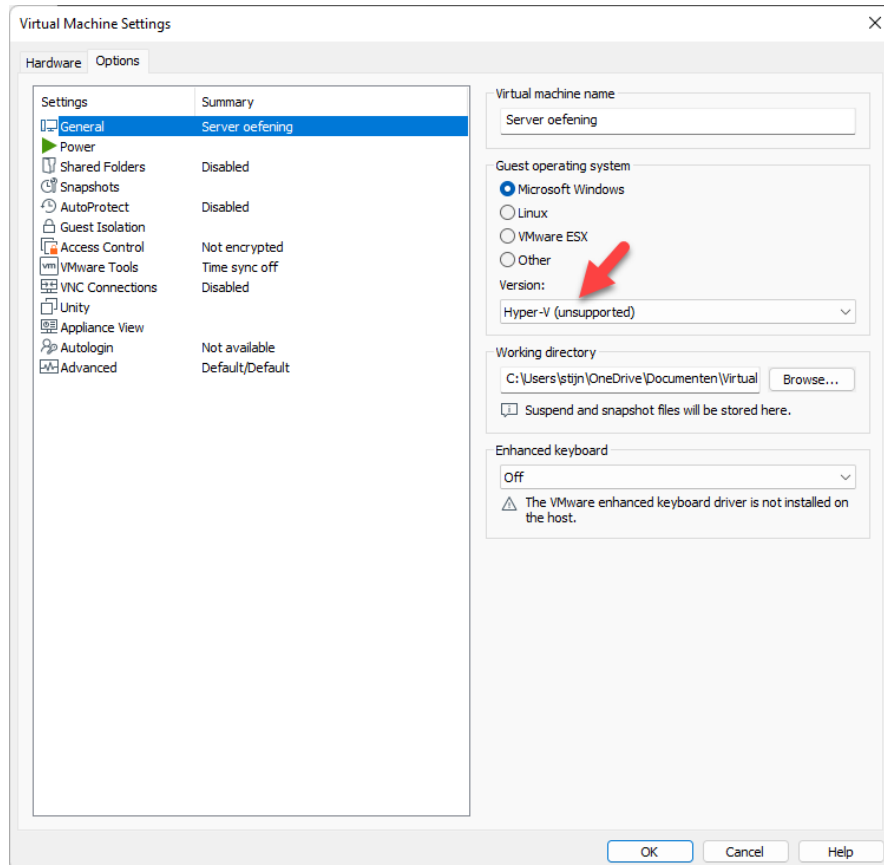 Virtual Machine Settings
Hardware Options
Settings Summary
General Server oefening
Power
Shared Folders Disabled
Snapshots
AutoProtect Disabled
Guest Isolation
Access Control Not encrypted
vm VMware Tools Time sync off
VNC Connections Disabled
Unity
Appliance View
Autologin Not available
Advanced Default/Default
Virtual machine name
Server oefening
Guest operating system
Microsoft Windows
Linux
VMware ESX
Other
Version:
Hyper-V (unsupported)
Working directory
C:\Users\stijn\OneDrive\Documenten\Virtual Browse...
Suspend and snapshot files will be stored here.
Enhanced keyboard
Off
The VMware enhanced keyboard driver is not installed on
the host.
OK Cancel Help